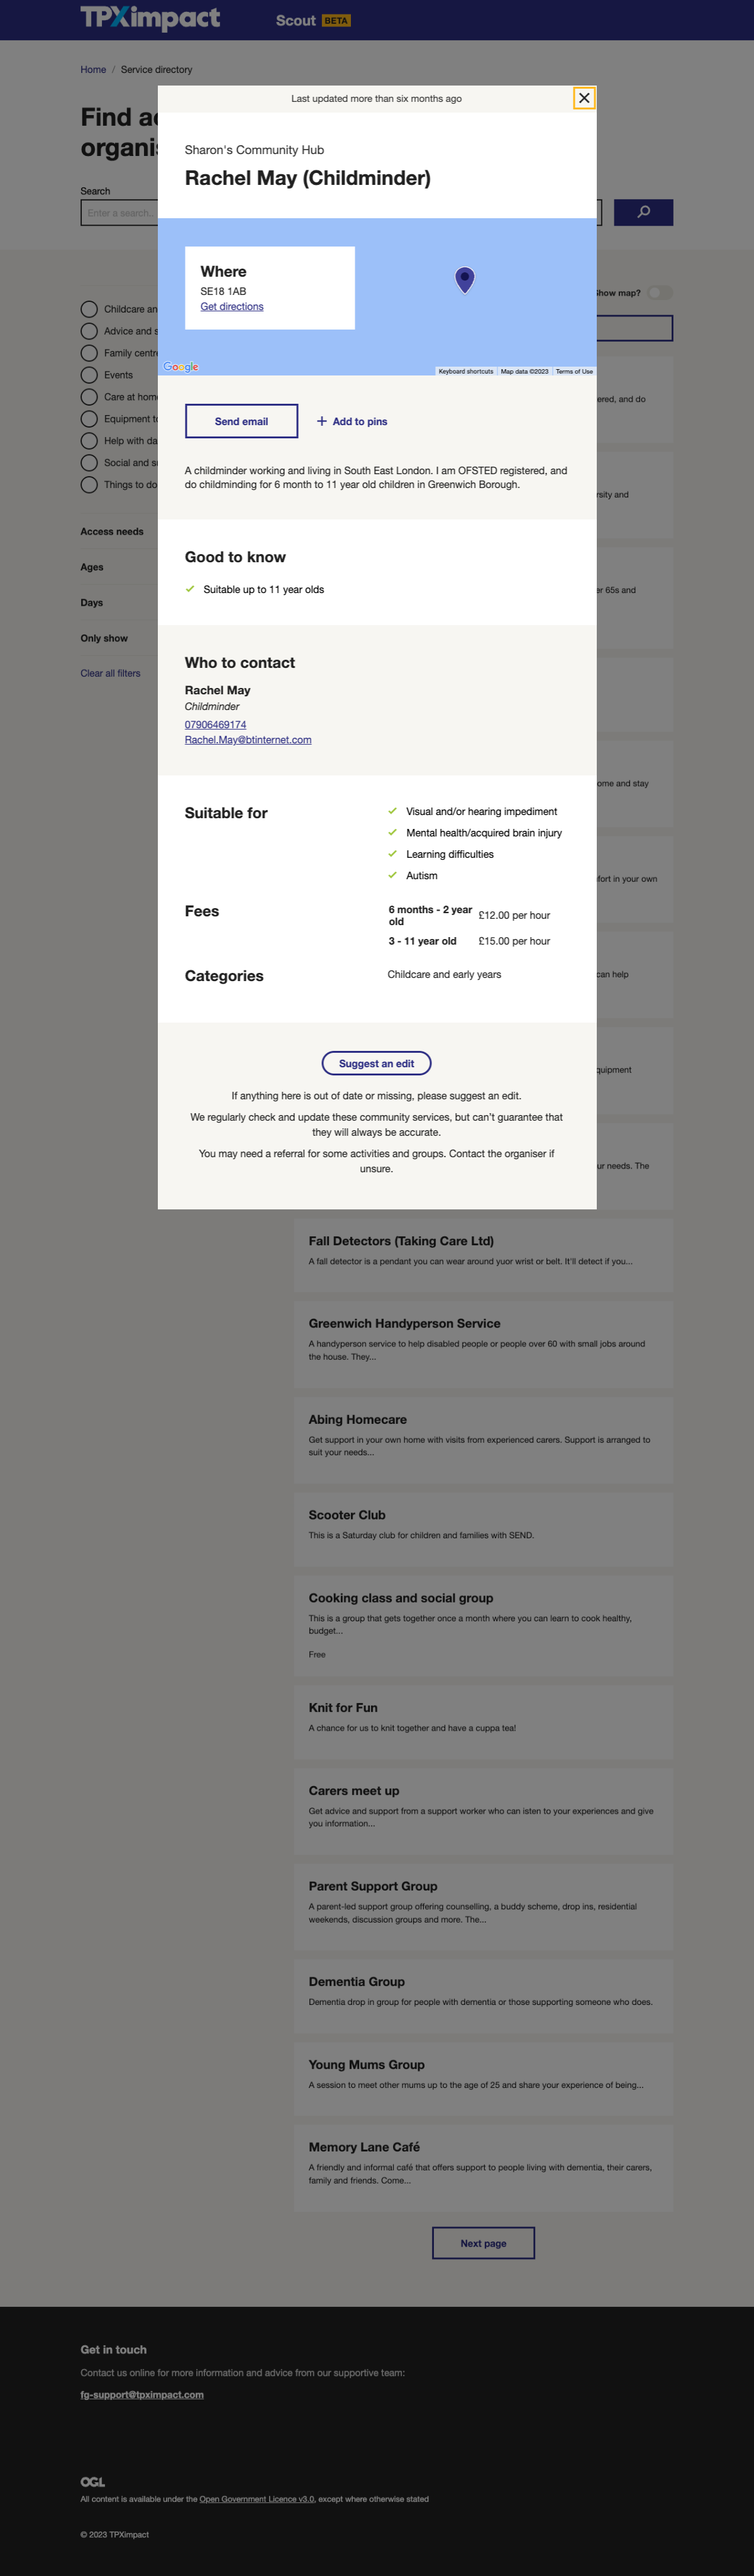 TPXimpact
Scout BETA
Home / Service directory
Last updated more than six months ago
Find a
organis
Sharon's Community Hub
Rachel May (Childminder)
Search
Enter a search...
Where
SE18 1AB
Get directions
Google
Keyboard shortcuts Map data ©2023 Terms of Use
Show map?
Childcare an
Advice and s
Family centre
Events
Care at home
Equipment to
Help with da
Social and su
Things to do
Access needs
Ages
Days
Only show
Clear all filters
Send email
Add to pins
A childminder working and living in South East London. I am OFSTED registered, and
do childminding for 6 month to 11 year old children in Greenwich Borough.
Good to know
Suitable up to 11 year olds
Who to contact
Rachel May
Childminder
07906469174
Rachel.May@btinternet.com
Suitable for
Visual and/or hearing impediment
Mental health/acquired brain injury
Learning difficulties
Autism
Fees
6 months - 2 year
old
£12.00 per hour
3 - 11 year old £15.00 per hour
Categories
Childcare and early years
Suggest an edit
If anything here is out of date or missing, please suggest an edit.
We regularly check and update these community services, but can't guarantee that
they will always be accurate.
You may need a referral for some activities and groups. Contact the organiser if
unsure.
ered, and do
rsity and
er 65s and
ome and stay
fort in your own
can help
quipment
ur needs. The
Fall Detectors (Taking Care Ltd)
A fall detector is a pendant you can wear around yuor wrist or belt. It'll detect if you...
Greenwich Handyperson Service
A handyperson service to help disabled people or people over 60 with small jobs around
the house. They...
Abing Homecare
Get support in your own home with visits from experienced carers. Support is arranged to
suit your needs...
Scooter Club
This is a Saturday club for children and families with SEND.
Cooking class and social group
This is a group that gets together once a month where you can learn to cook healthy,
budget...
Free
Knit for Fun
A chance for us to knit together and have a cuppa tea!
Carers meet up
Get advice and support from a support worker who can isten to your experiences and give
you information...
Parent Support Group
A parent-led support group offering counselling, a buddy scheme, drop ins, residential
weekends, discussion groups and more. The...
Dementia Group
Dementia drop in group for people with dementia or those supporting someone who does.
Young Mums Group
A session to meet other mums up to the age of 25 and share your experience of being...
Memory Lane Café
A friendly and informal café that offers support to people living with dementia, their carers,
family and friends. Come...
Next page
Get in touch
Contact us online for more information and advice from our supportive team:
fg-support@tpximpact.com
OGL
All content is available under the Open Government Licence v3.0, except where otherwise stated
© 2023 TPXimpact